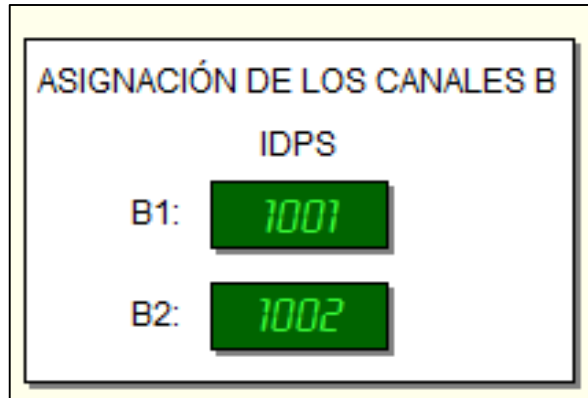 ASIGNACIÓN DE LOS CANALES B
IDPS
B1: 1001
B2: 1002